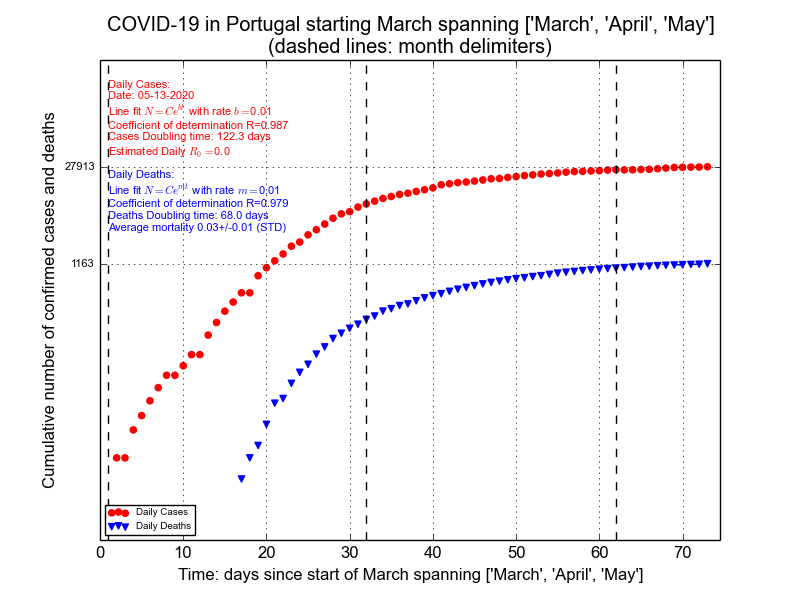 COVID-19 in Portugal starting March spanning ['March', 'April', 'May']
(dashed lines: month delimiters)
Daily Cases:
Date: 05-13-2020
Line fit N = Ce^{bt} with rate b =0.01
Coefficient of determination R=0.987
Cases Doubling time: 122.3 days
Estimated Daily R_0 =0.0
Daily Deaths:
Line fit N = Ce^{mt} with rate m =0.01
Coefficient of determination R=0.979
Deaths Doubling time: 68.0 days
Average mortality 0.03+/-0.01 (STD)
27913
1163
Cumulative number of confirmed cases and deaths
Daily Cases
Daily Deaths
0 10 20 30 40 50 60 70
Time: days since start of March spanning ['March', 'April', 'May']